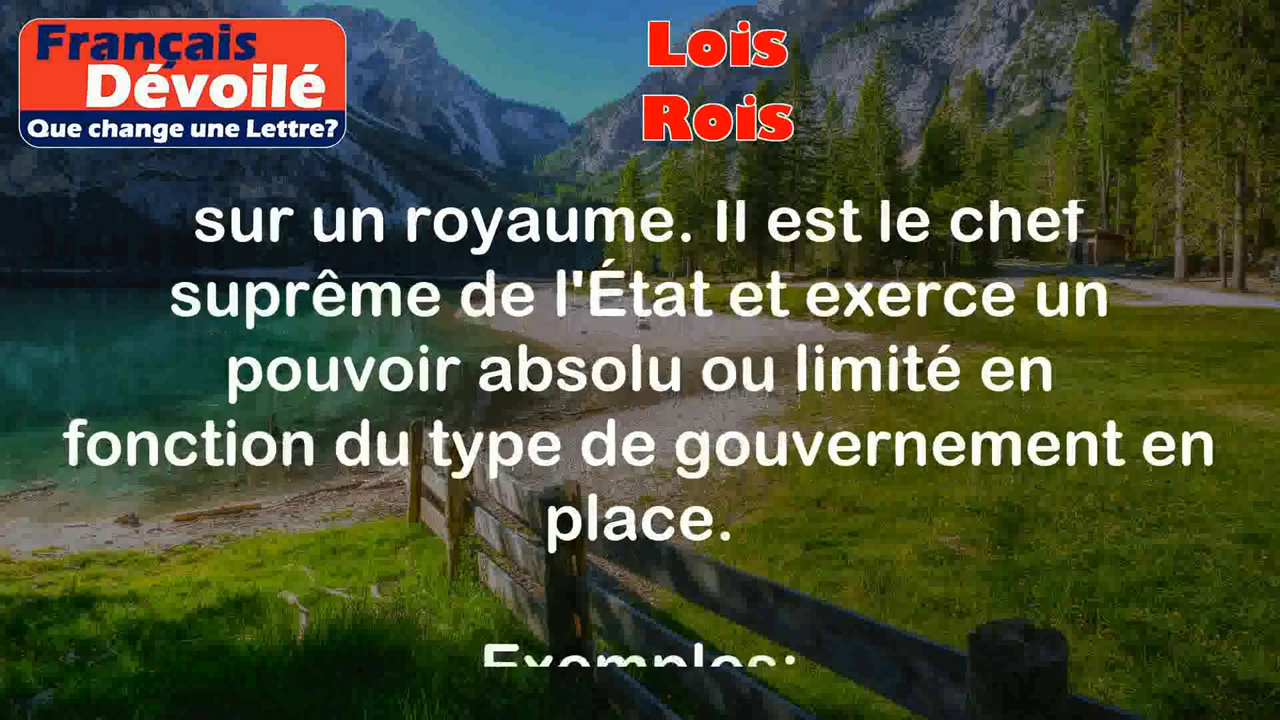 Français
Dévoilé
Que change une Lettre?
Lois
Rois
sur un royaume. Il est le chef
suprême de l'État et exerce un
pouvoir absolu ou limité en
fonction du type de gouvernement en
place.
Exemples: